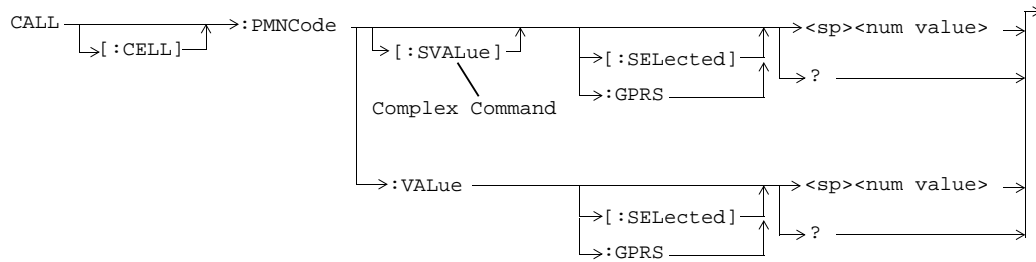 CALL :PMNCode <sp><num value>
[:CELL] [:SVALue] [:SELected] ?
:GPRS
Complex Command
:VALue <sp><num value>
[:SELected] ?
:GPRS